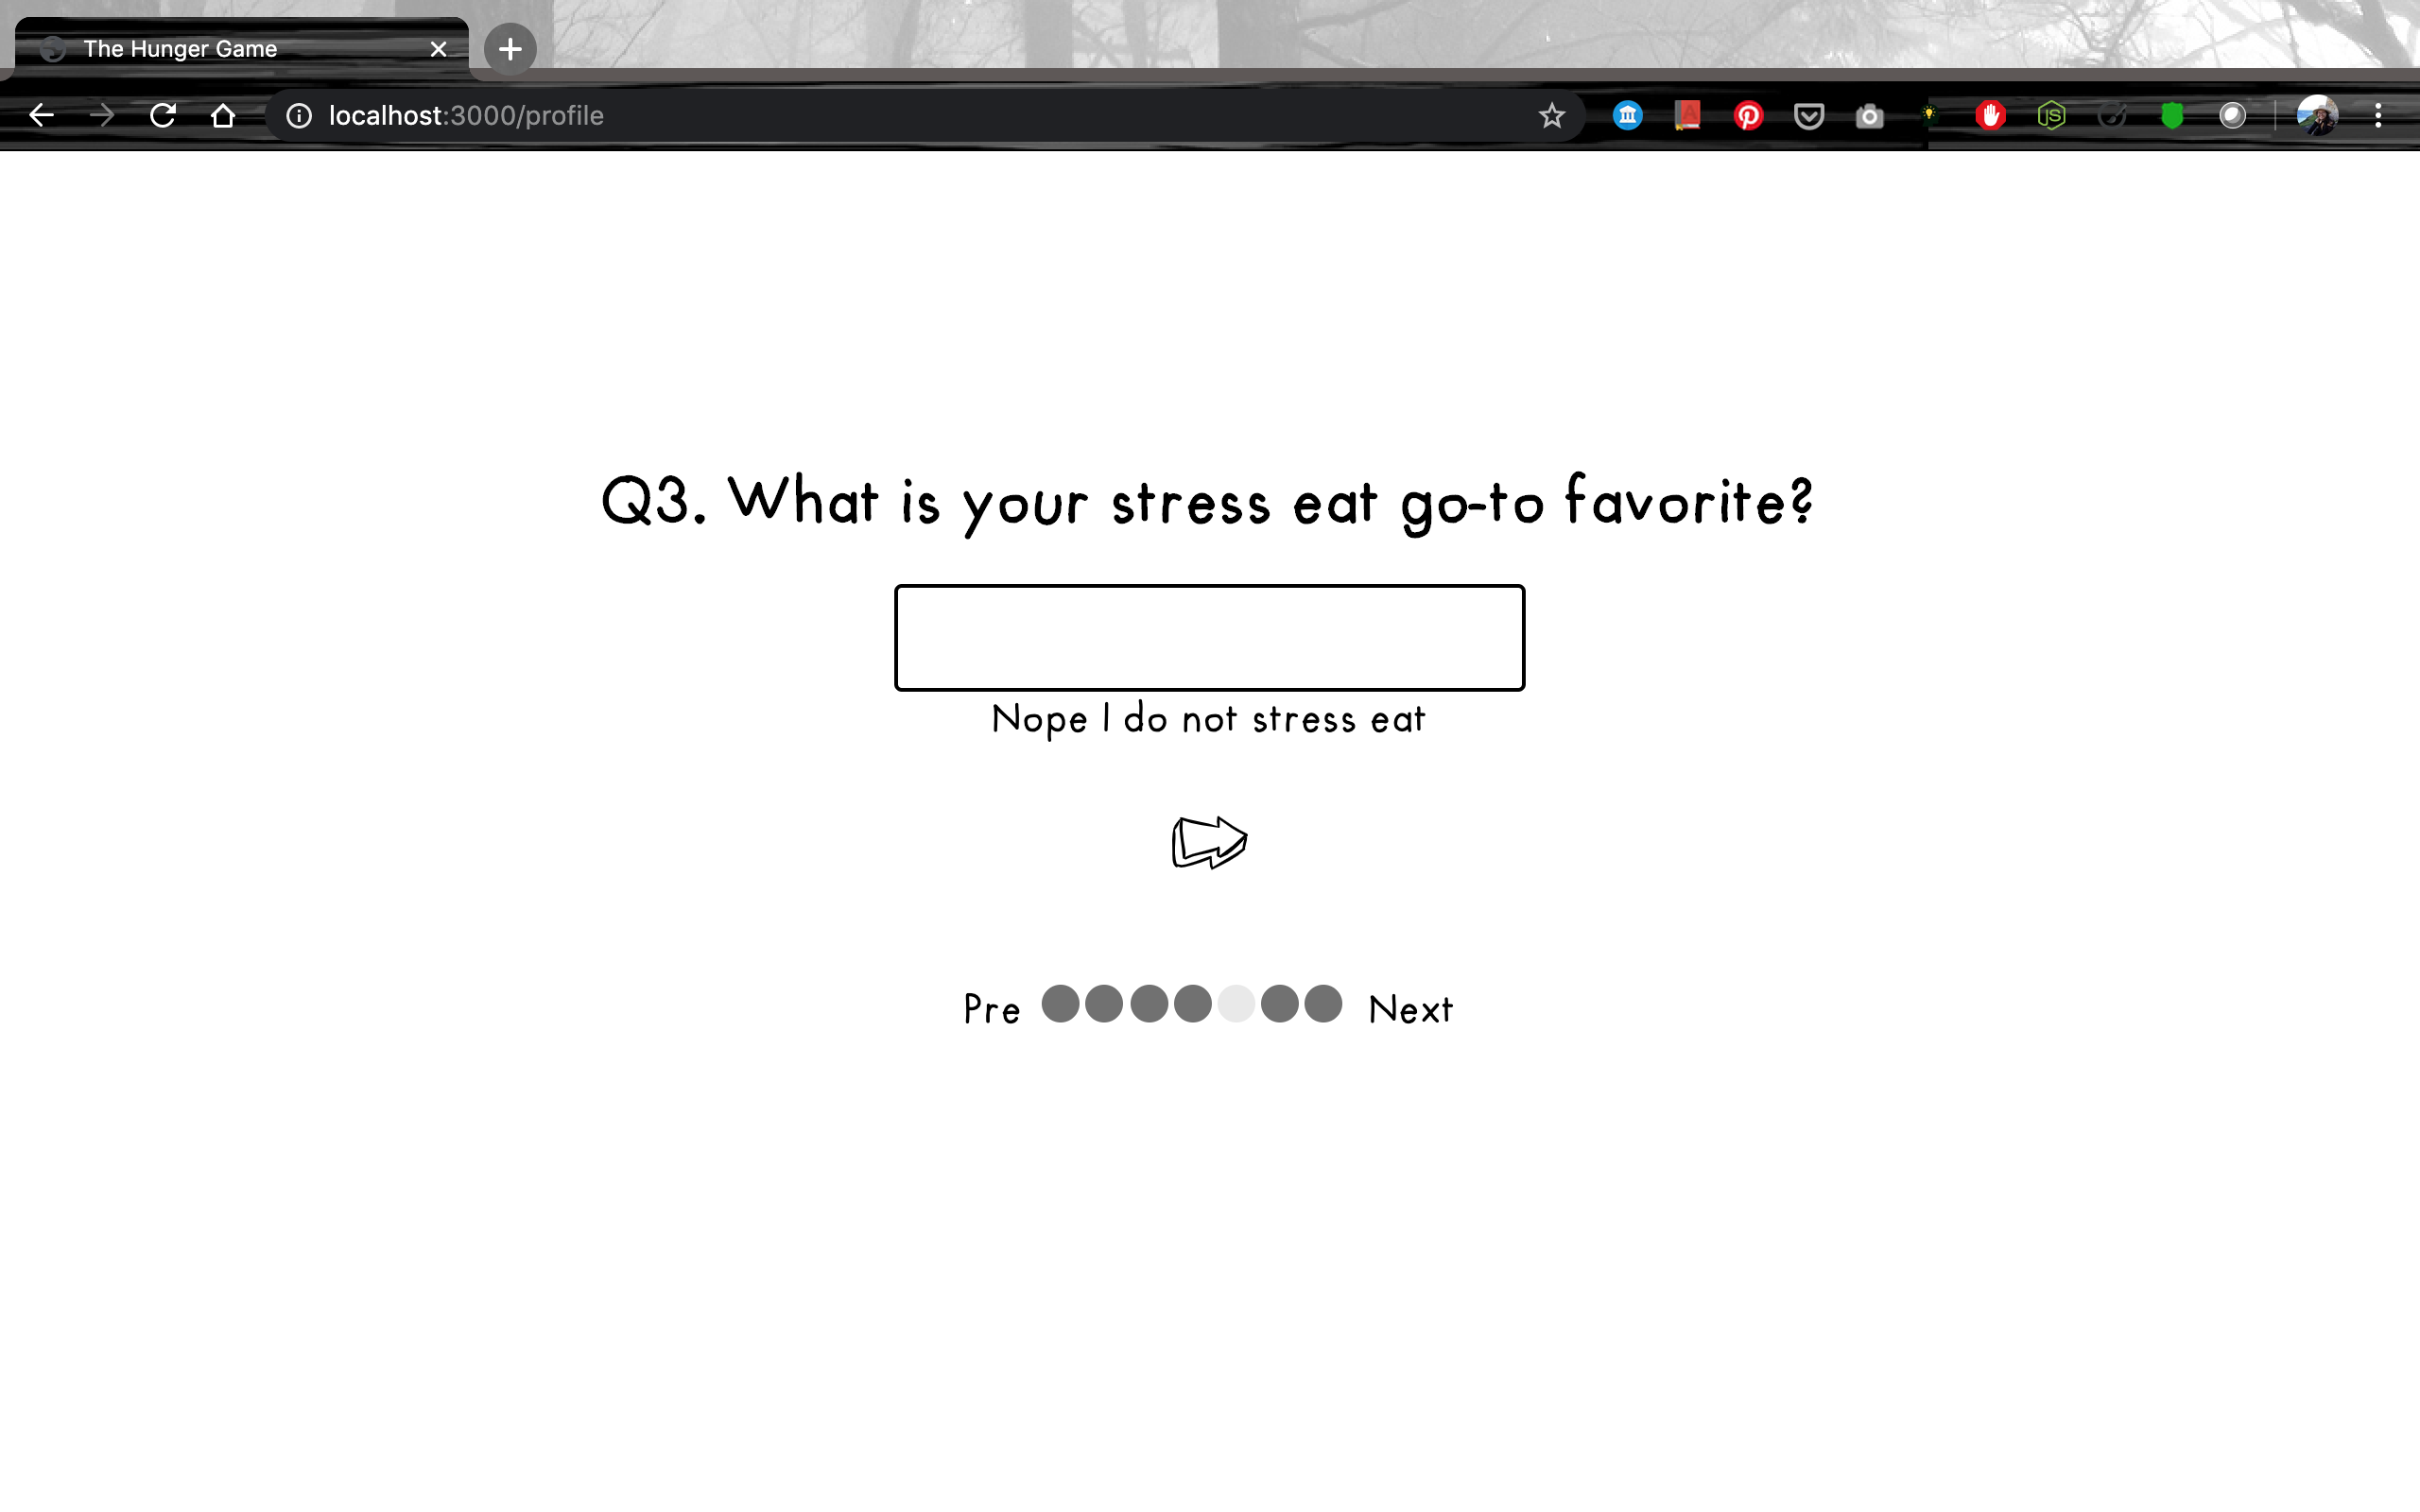 The Hunger Game
localhost:3000/profile
Q3. What is your stress eat go-to favorite?
Nope I do not stress eat
Pre Next